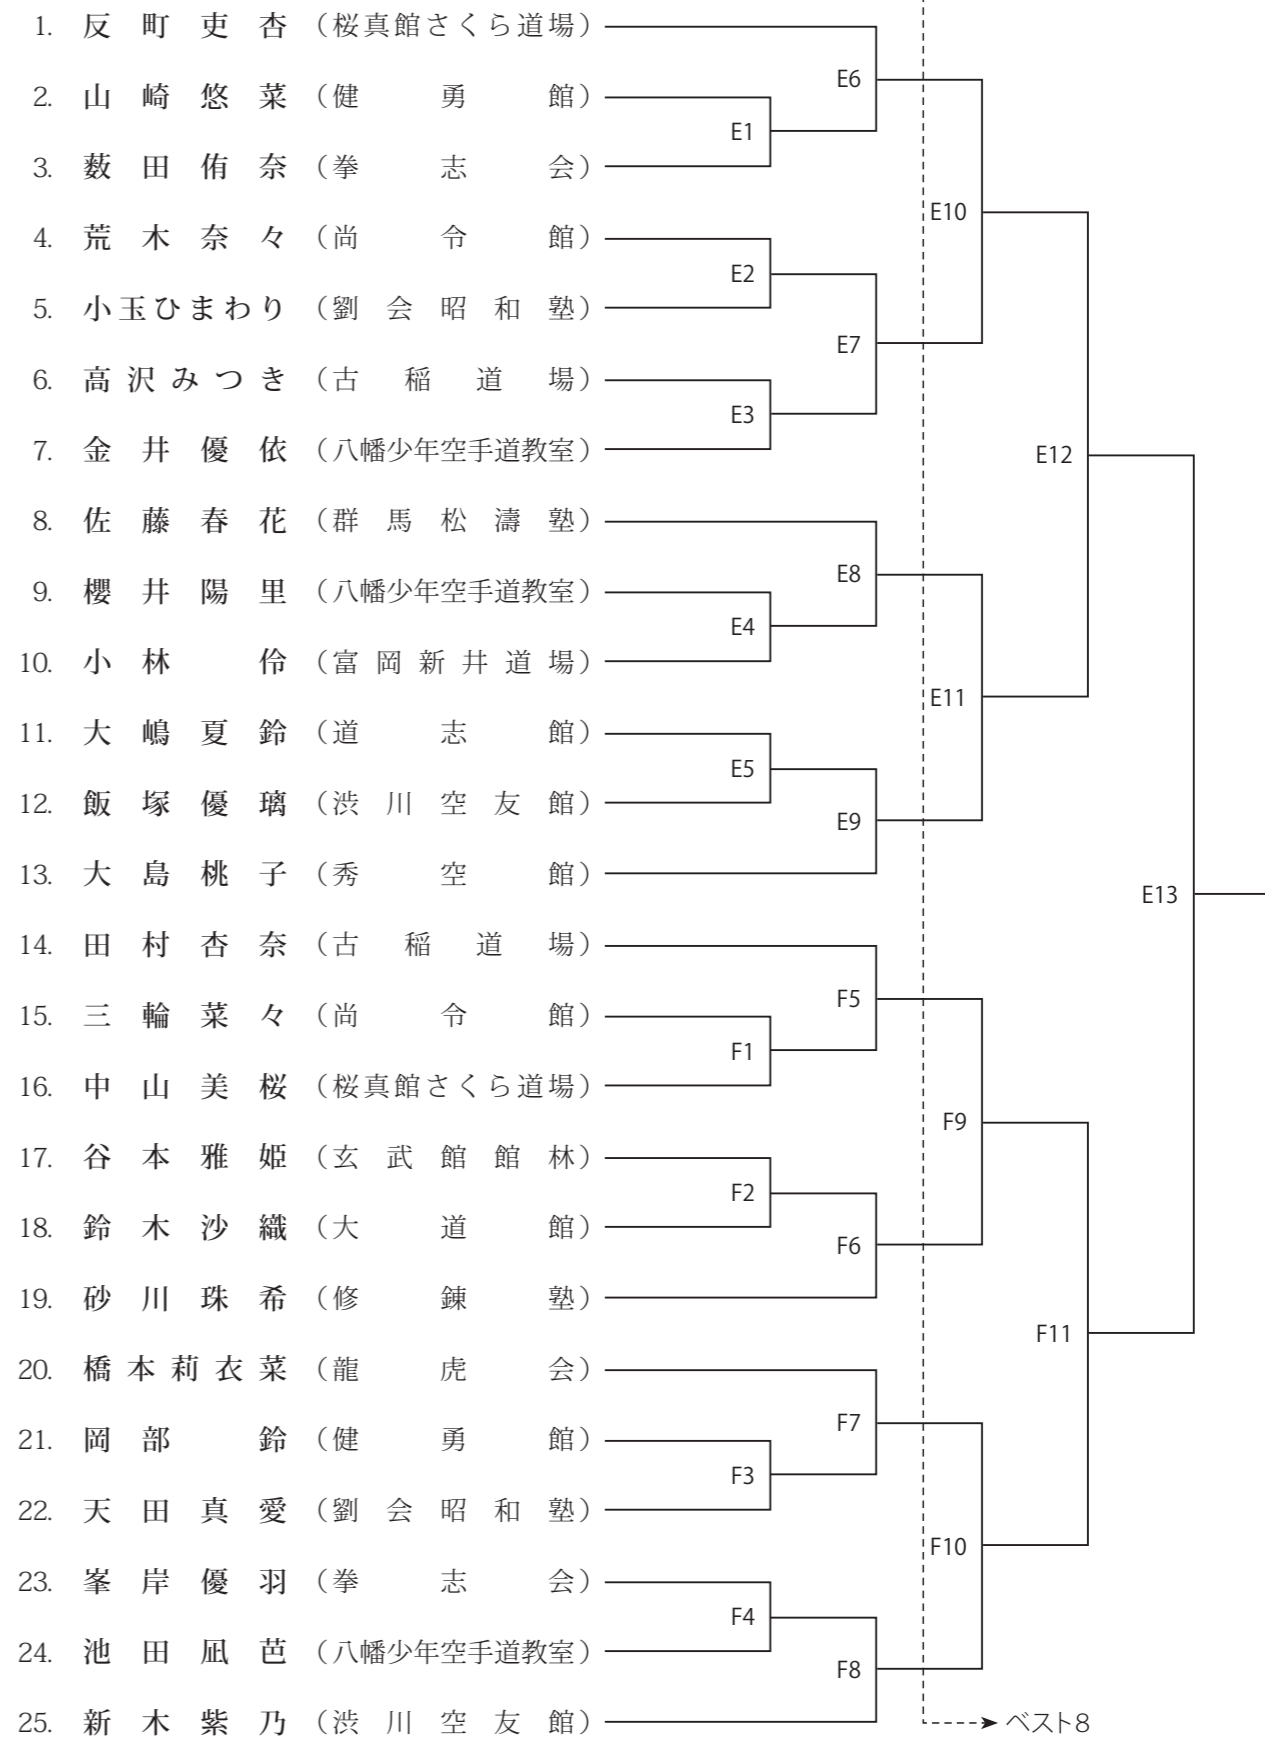 1. 反町吏杏（桜真館さくら道場）
E6
2. 山崎悠菜（健勇館）
E1
3. 薮田侑奈（拳志会）
E10
4. 荒木奈々（尚令館）
E2
5. 小玉ひまわり（劉会昭和塾）
E7
6. 高沢みつき（古稲道場）
E3
7. 金井優依（八幡少年空手道教室）
E12
8. 佐藤春花（群馬松濤塾）
E8
9. 櫻井陽里（八幡少年空手道教室）
E4
10. 小林 伶（富岡新井道場）
E11
11. 大嶋夏鈴（道志館）
E5
12. 飯塚優璃（渋川空友館）
E9
13. 大島桃子（秀空館）
E13
14. 田村杏奈（古稲道場）
F5
15. 三輪菜々（尚令館）
F1
16. 中山美桜（桜真館さくら道場）
F9
17. 谷本雅姫（玄武館館林）
F2
18. 鈴木沙織（大道館）
F6
19. 砂川珠希（修錬塾）
F11
20. 橋本莉衣菜（龍虎会）
F7
21. 岡部 鈴（健勇館）
F3
22. 天田真愛（劉会昭和塾）
F10
23. 峯岸優羽（拳志会）
F4
24. 池田凪芭（八幡少年空手道教室）
F8
25. 新木紫乃（渋川空友館）
ベスト8